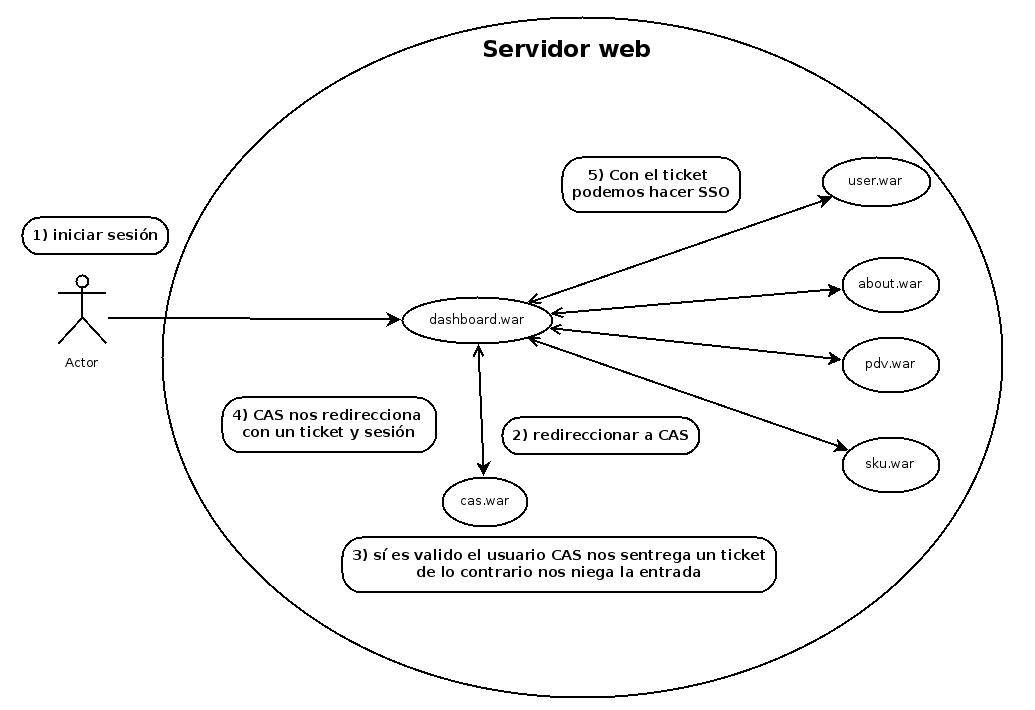 Servidor web
5) Con el ticket
podemos hacer SSO
user.war
1) iniciar sesión
about.war
dashboard.war
Actor
pdv.war
4) CAS nos redirecciona
con un ticket y sesión
2) redireccionar a CAS
sku.war
cas.war
3) sí es valido el usuario CAS nos sentrega un ticket
de lo contrario nos niega la entrada